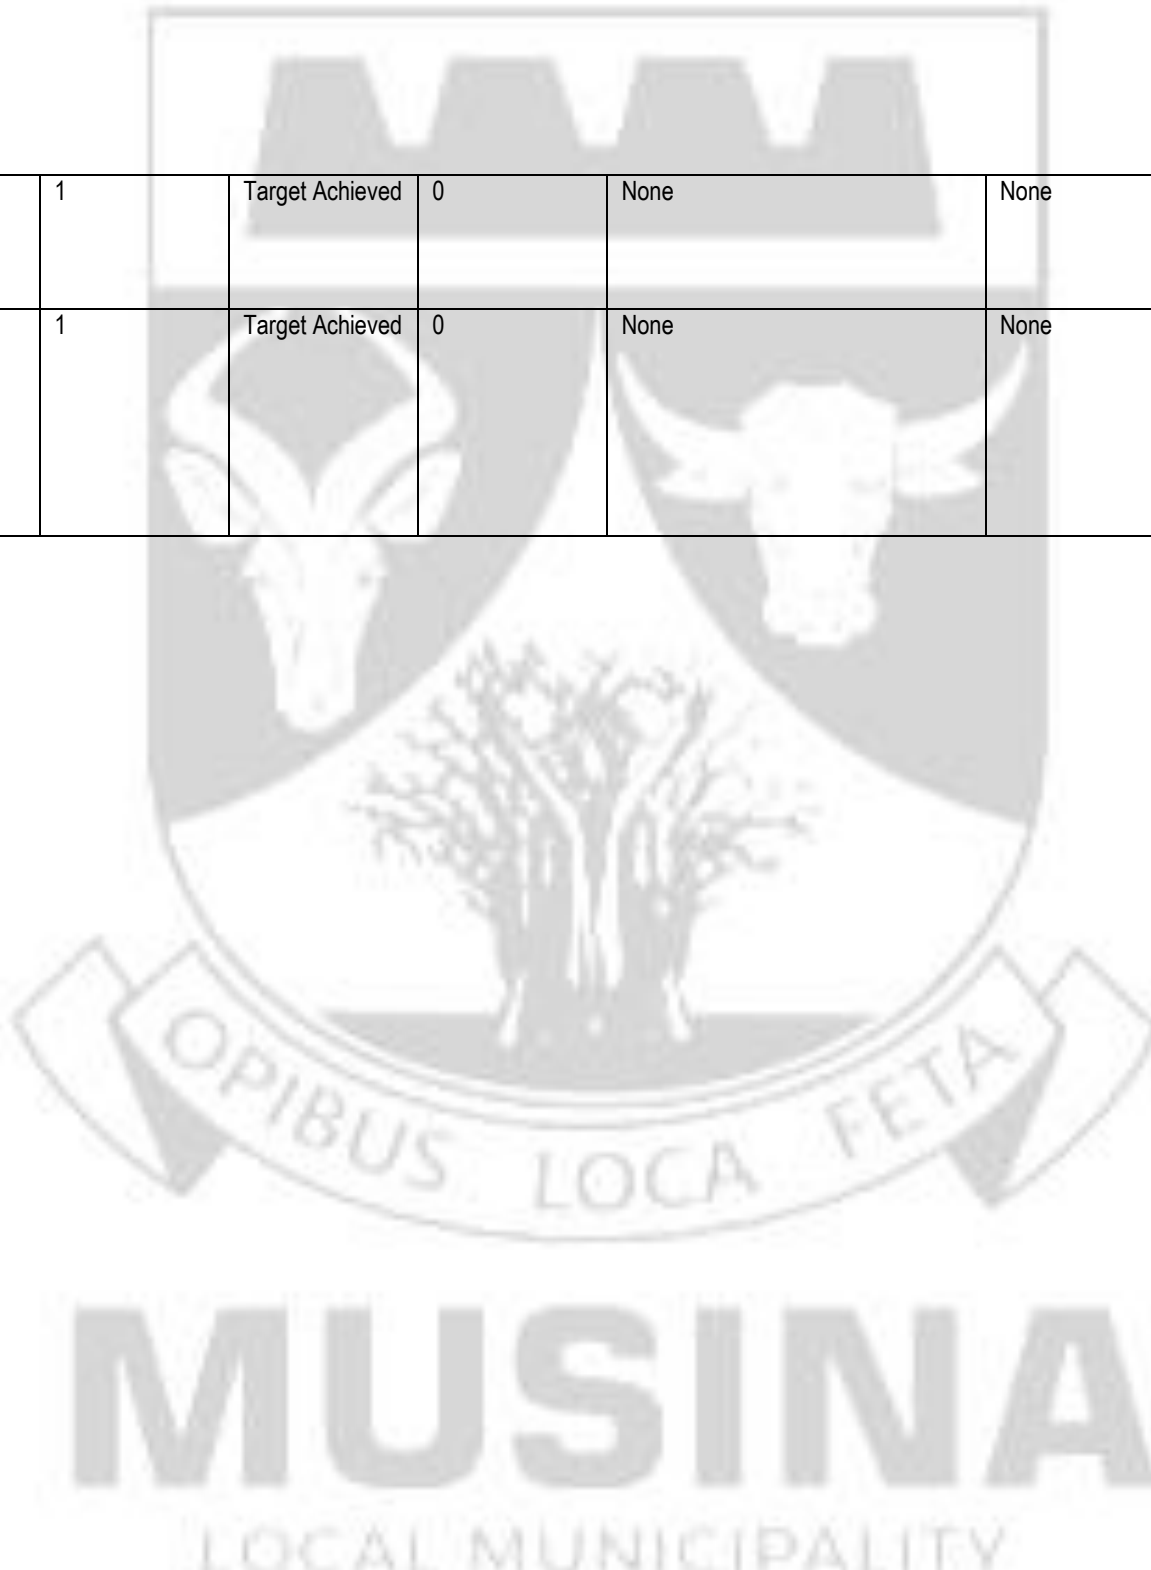 1 Target Achieved 0 None None
1 Target Achieved 0 None None
OPIBUS LOCA FETA
MUSINA
LOCAL MUNICIPALITY